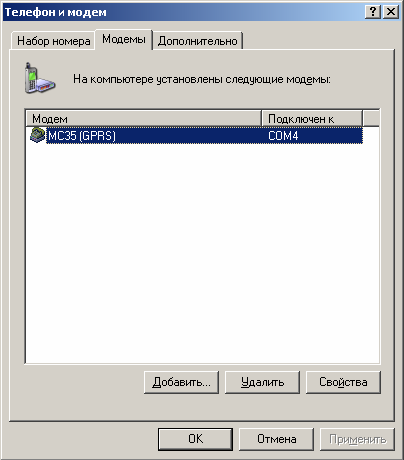 Телефон и модем
Набор номера Модемы Дополнительно
На компьютере установлены следующие модемы:
Модем Подключен к
MC35 (GPRS) COM4
Добавить... Удалить Свойства
OK Отмена Применить